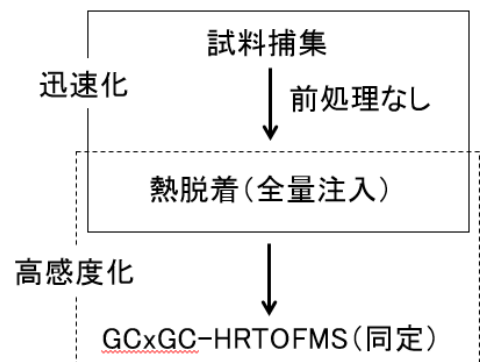 試料捕集
迅速化
前処理なし
熱脱着(全量注入)
高感度化
GCxGC-HRTOFMS(同定)